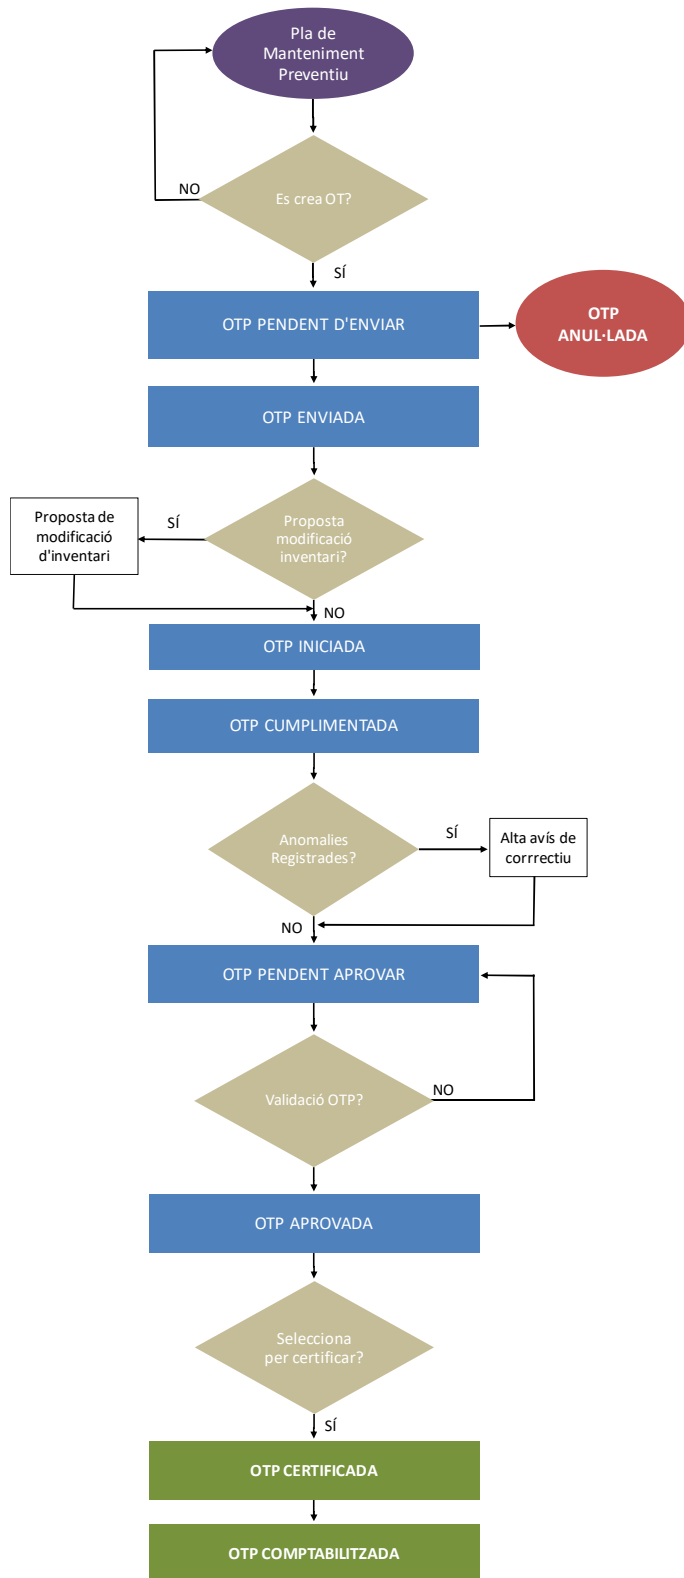 Pla de
Manteniment
Preventiu
NO
Es crea OT?
SÍ
OTP PENDENT D'ENVIAR
OTP
ANUL·LADA
OTP ENVIADA
Proposta de
modificació
d'inventari
SÍ
Proposta
modificació
inventari?
NO
OTP INICIADA
OTP CUMPLIMENTADA
Anomalies
Registrades?
SÍ
Alta avís de
corrrectiu
NO
OTP PENDENT APROVAR
Validació OTP?
NO
OTP APROVADA
Selecciona
per certificar?
SÍ
OTP CERTIFICADA
OTP COMPTABILITZADA